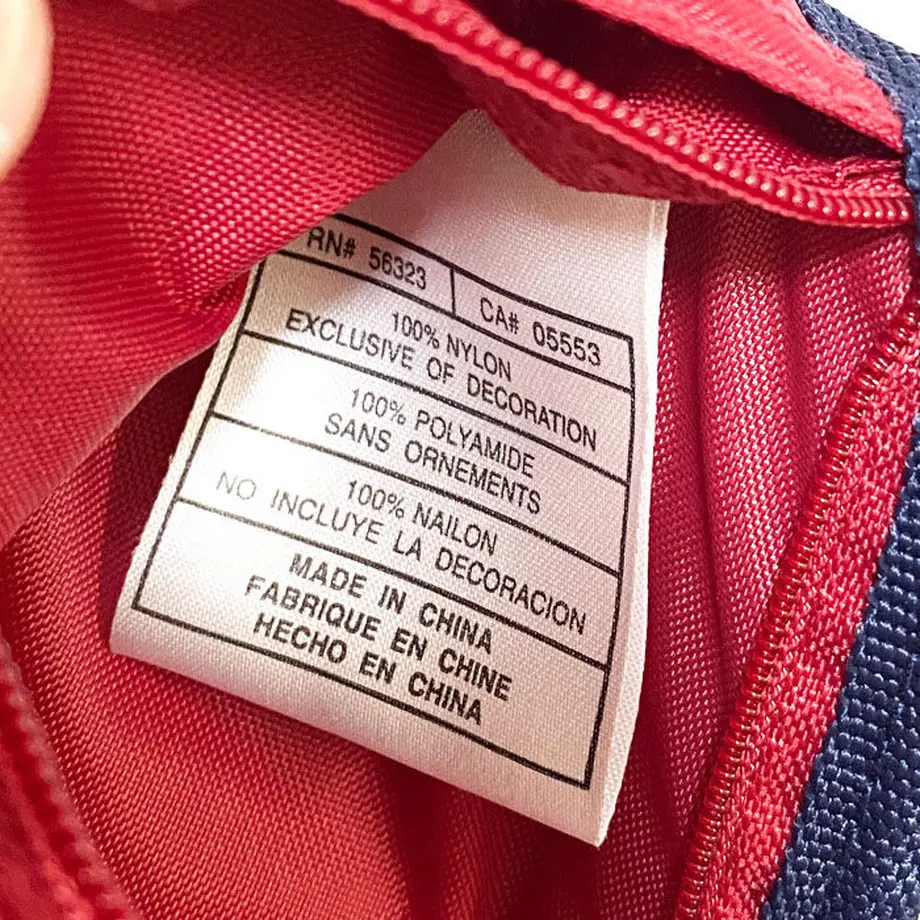 RN# 56323 CA# 05553
100% NYLON
EXCLUSIVE OF DECORATION
100% POLYAMIDE
SANS ORNEMENTS
100% NAILON
NO INCLUYE LA DECORACION
MADE IN CHINA
FABRIQUE EN CHINE
HECHO EN CHINA